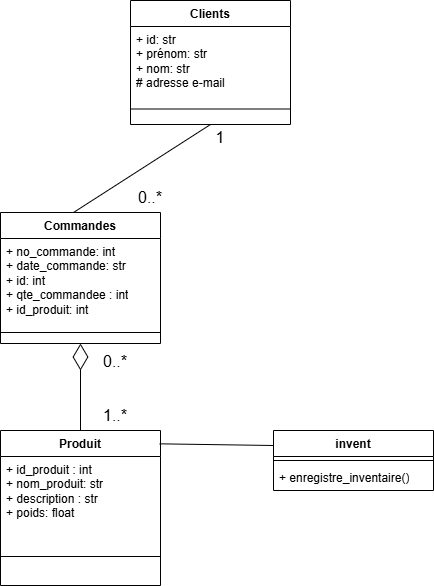 Clients
+ id: str
+ prénom: str
+ nom: str
# adresse e-mail
1
0..*
Commandes
+ no_commande: int
+ date_commande: str
+ id: int
+ qte_commandee : int
+ id_produit: int
0..*
1..*
Produit
+ id_produit : int
+ nom_produit: str
+ description : str
+ poids: float
invent
+ enregistre_inventaire()